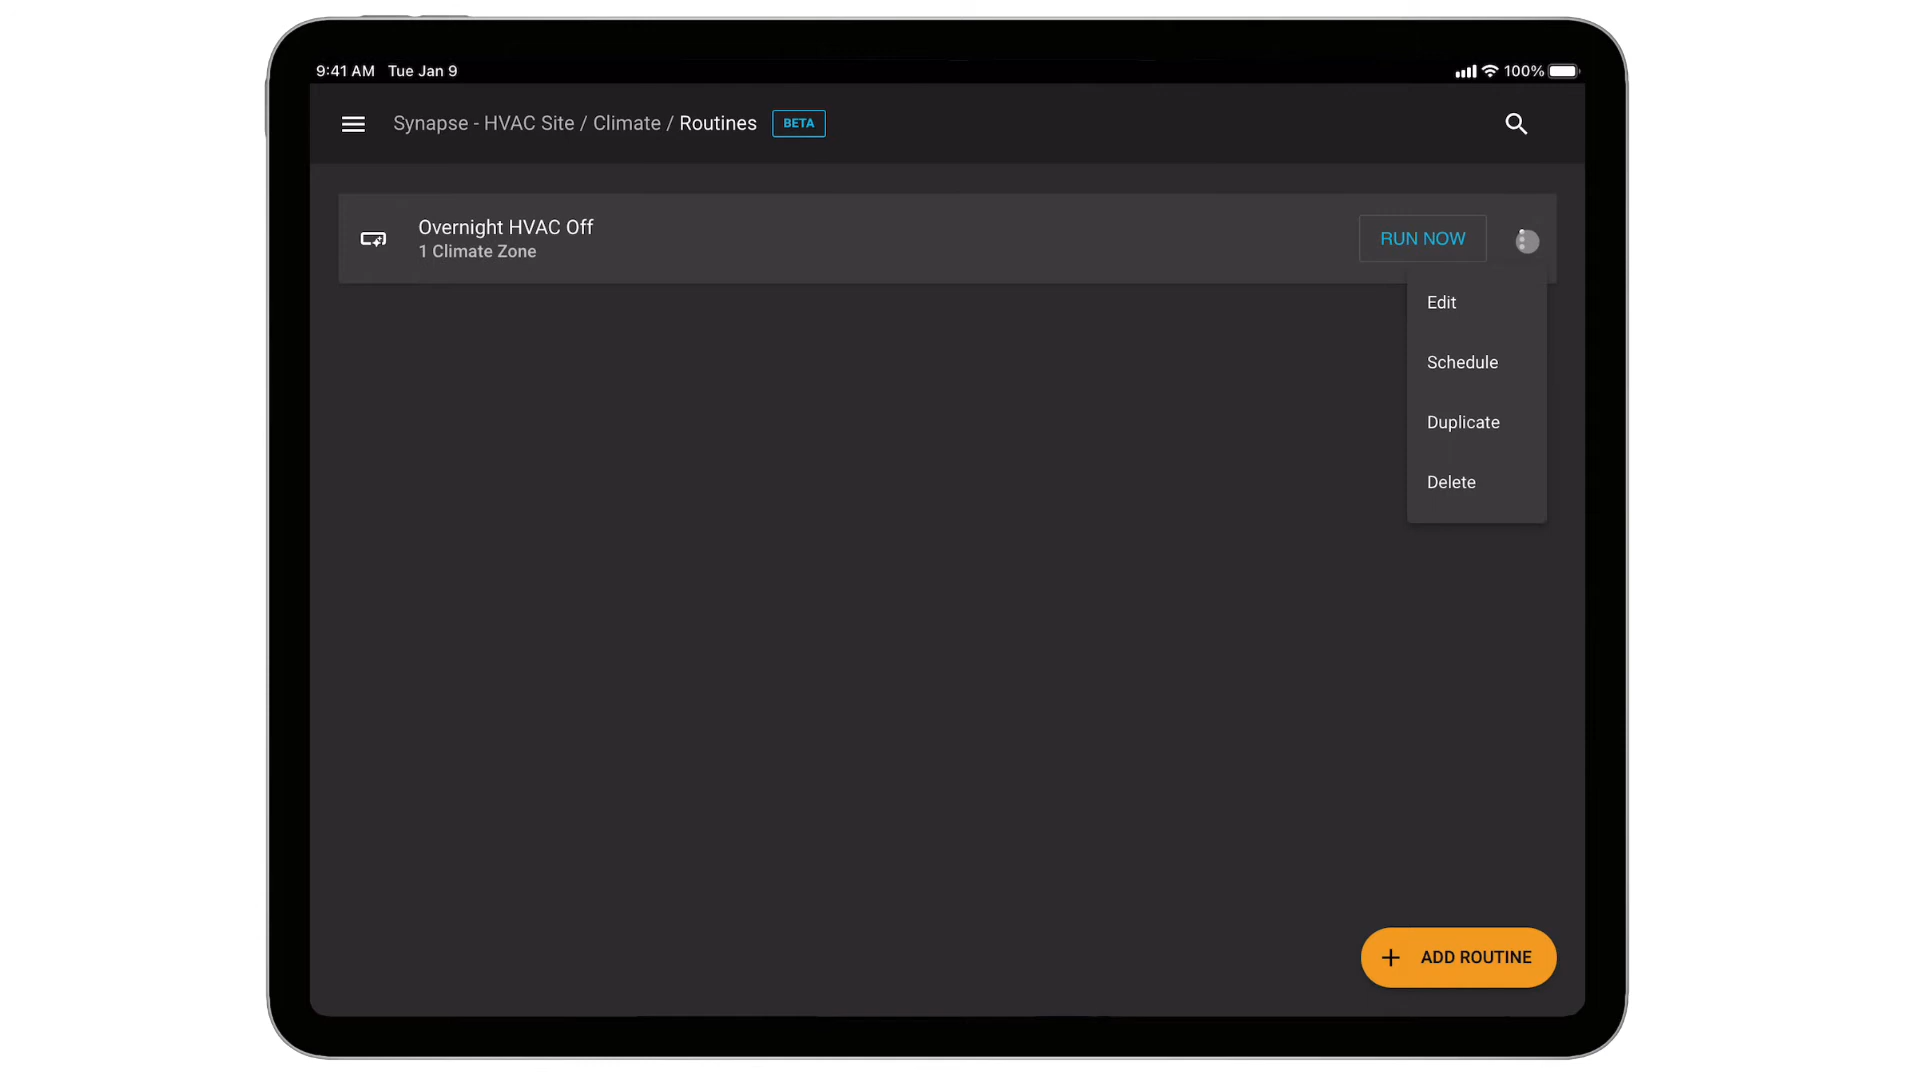 9:41 AM Tue Jan 9 100%
Synapse - HVAC Site / Climate / Routines BETA
Overnight HVAC Off
1 Climate Zone
RUN NOW
Edit
Schedule
Duplicate
Delete
+ ADD ROUTINE